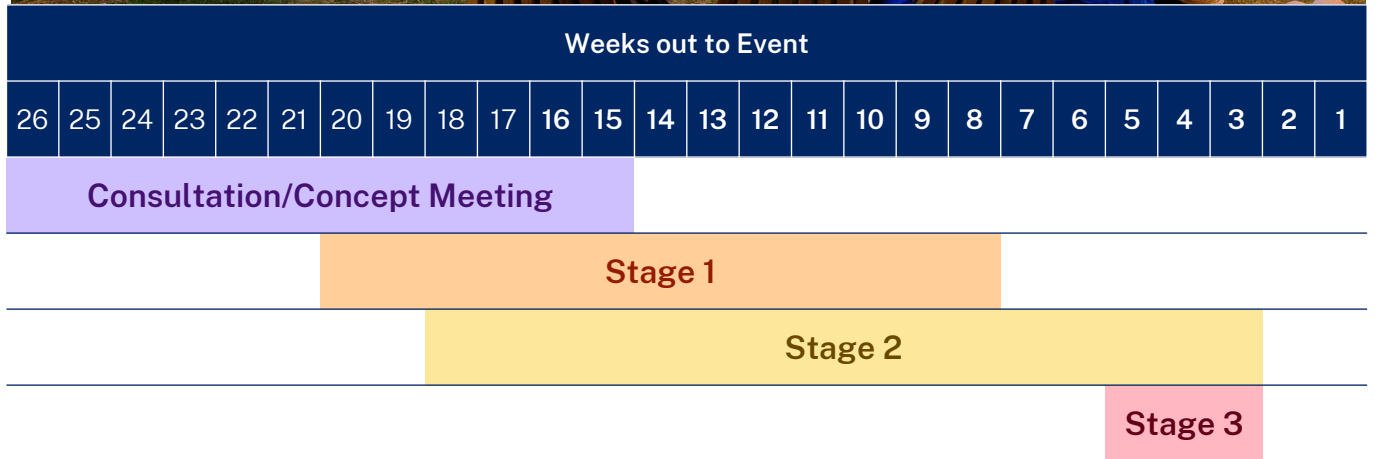 Weeks out to Event
26 25 24 23 22 21 20 19 18 17 16 15 14 13 12 11 10 9 8 7 6 5 4 3 2 1
Consultation/Concept Meeting
Stage 1
Stage 2
Stage 3